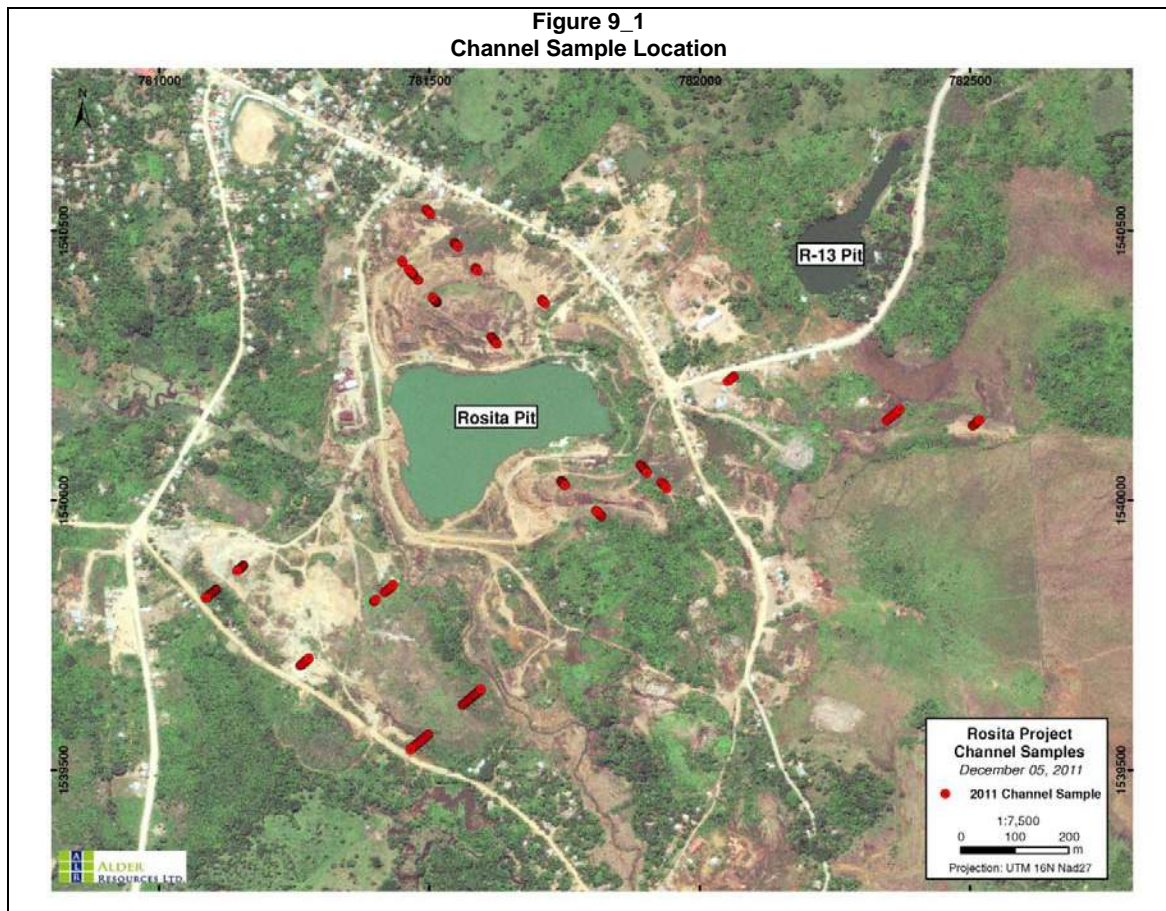 Figure 9_1
Channel Sample Location
781000 781500 782000 782500
N
1540500 1540500
R-13 Pit
Rosita Pit
1540000 1540000
1539500 1539500
Rosita Project
Channel Samples
December 05, 2011
2011 Channel Sample
1:7,500
0 100 200
m
Projection: UTM 16N Nad27
A
L
R
ALDER
RESOURCES LTD.